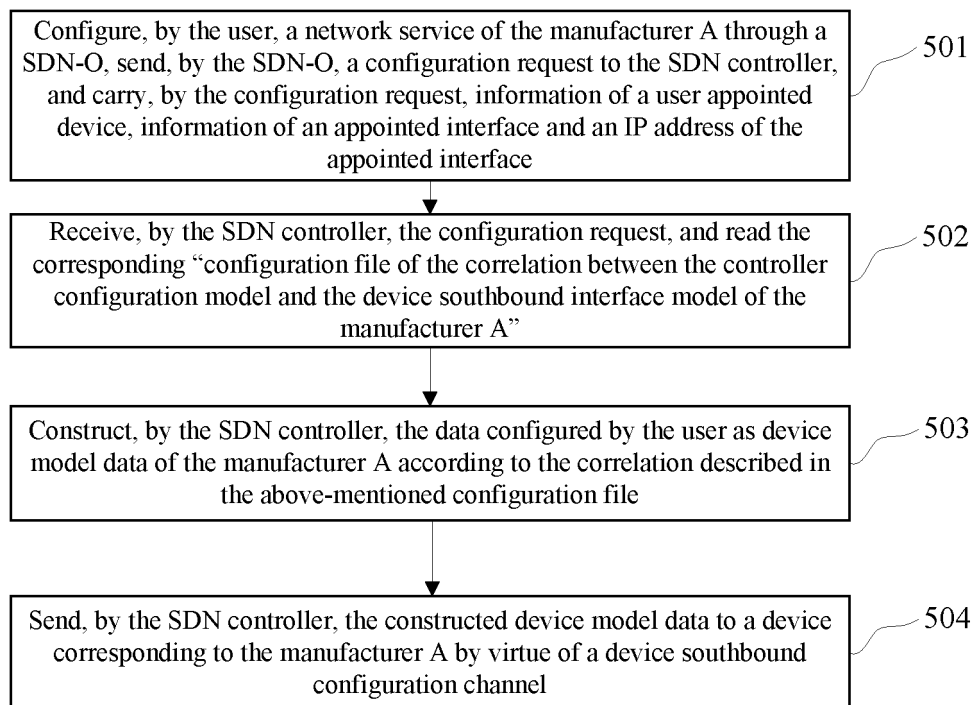 Configure, by the user, a network service of the manufacturer A through a
SDN-O, send, by the SDN-O, a configuration request to the SDN controller,
and carry, by the configuration request, information of a user appointed
device, information of an appointed interface and an IP address of the
appointed interface
501
Receive, by the SDN controller, the configuration request, and read the
corresponding “configuration file of the correlation between the controller
configuration model and the device southbound interface model of the
manufacturer A”
502
Construct, by the SDN controller, the data configured by the user as device
model data of the manufacturer A according to the correlation described in
the above-mentioned configuration file
503
Send, by the SDN controller, the constructed device model data to a device
corresponding to the manufacturer A by virtue of a device southbound
configuration channel
504